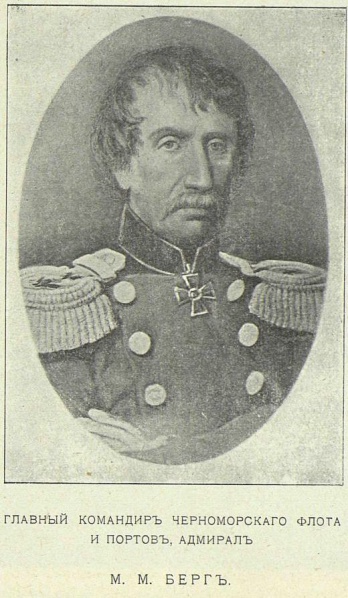 ГЛАВНЫЙ КОМАНДИРЪ ЧЕРНОМОРСКАГО ФЛОТА
И ПОРТОВЪ, АДМИРАЛЪ
М. М. БЕРГЪ.